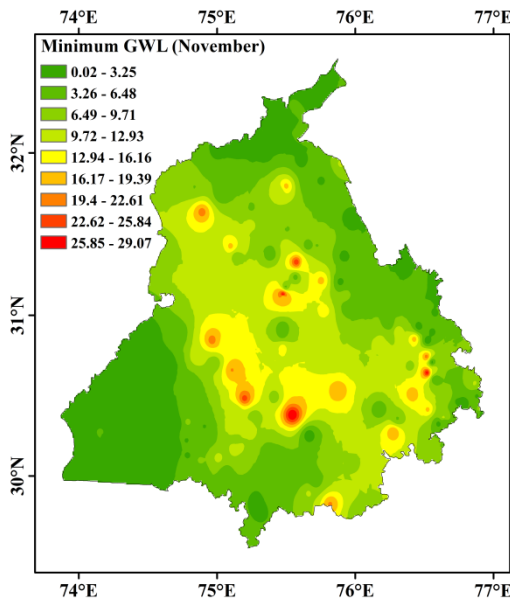 74°E 75°E 76°E 77°E
Minimum GWL (November)
0.02 - 3.25
3.26 - 6.48
6.49 - 9.71
9.72 - 12.93
12.94 - 16.16
16.17 - 19.39
19.4 - 22.61
22.62 - 25.84
25.85 - 29.07
32°N
31°N
30°N
74°E 75°E 76°E 77°E